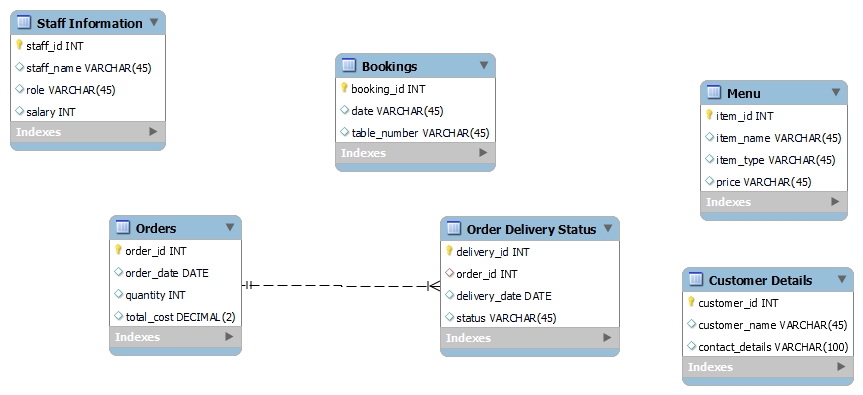 Staff Information
staff_id INT
staff_name VARCHAR(45)
role VARCHAR(45)
salary INT
Indexes
Bookings
booking_id INT
date VARCHAR(45)
table_number VARCHAR(45)
Indexes
Menu
item_id INT
item_name VARCHAR(45)
item_type VARCHAR(45)
price VARCHAR(45)
Indexes
Orders
order_id INT
order_date DATE
quantity INT
total_cost DECIMAL(2)
Indexes
Order Delivery Status
delivery_id INT
order_id INT
delivery_date DATE
status VARCHAR(45)
Indexes
Customer Details
customer_id INT
customer_name VARCHAR(45)
contact_details VARCHAR(100)
Indexes